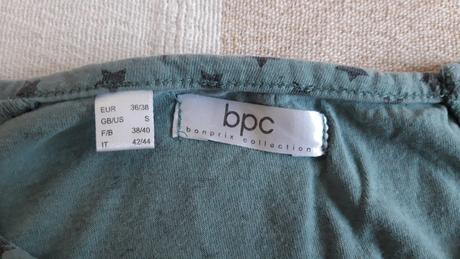 EUR 36/38
GB/US S
F/B 38/40
IT 42/44
bpc
bonprix collection